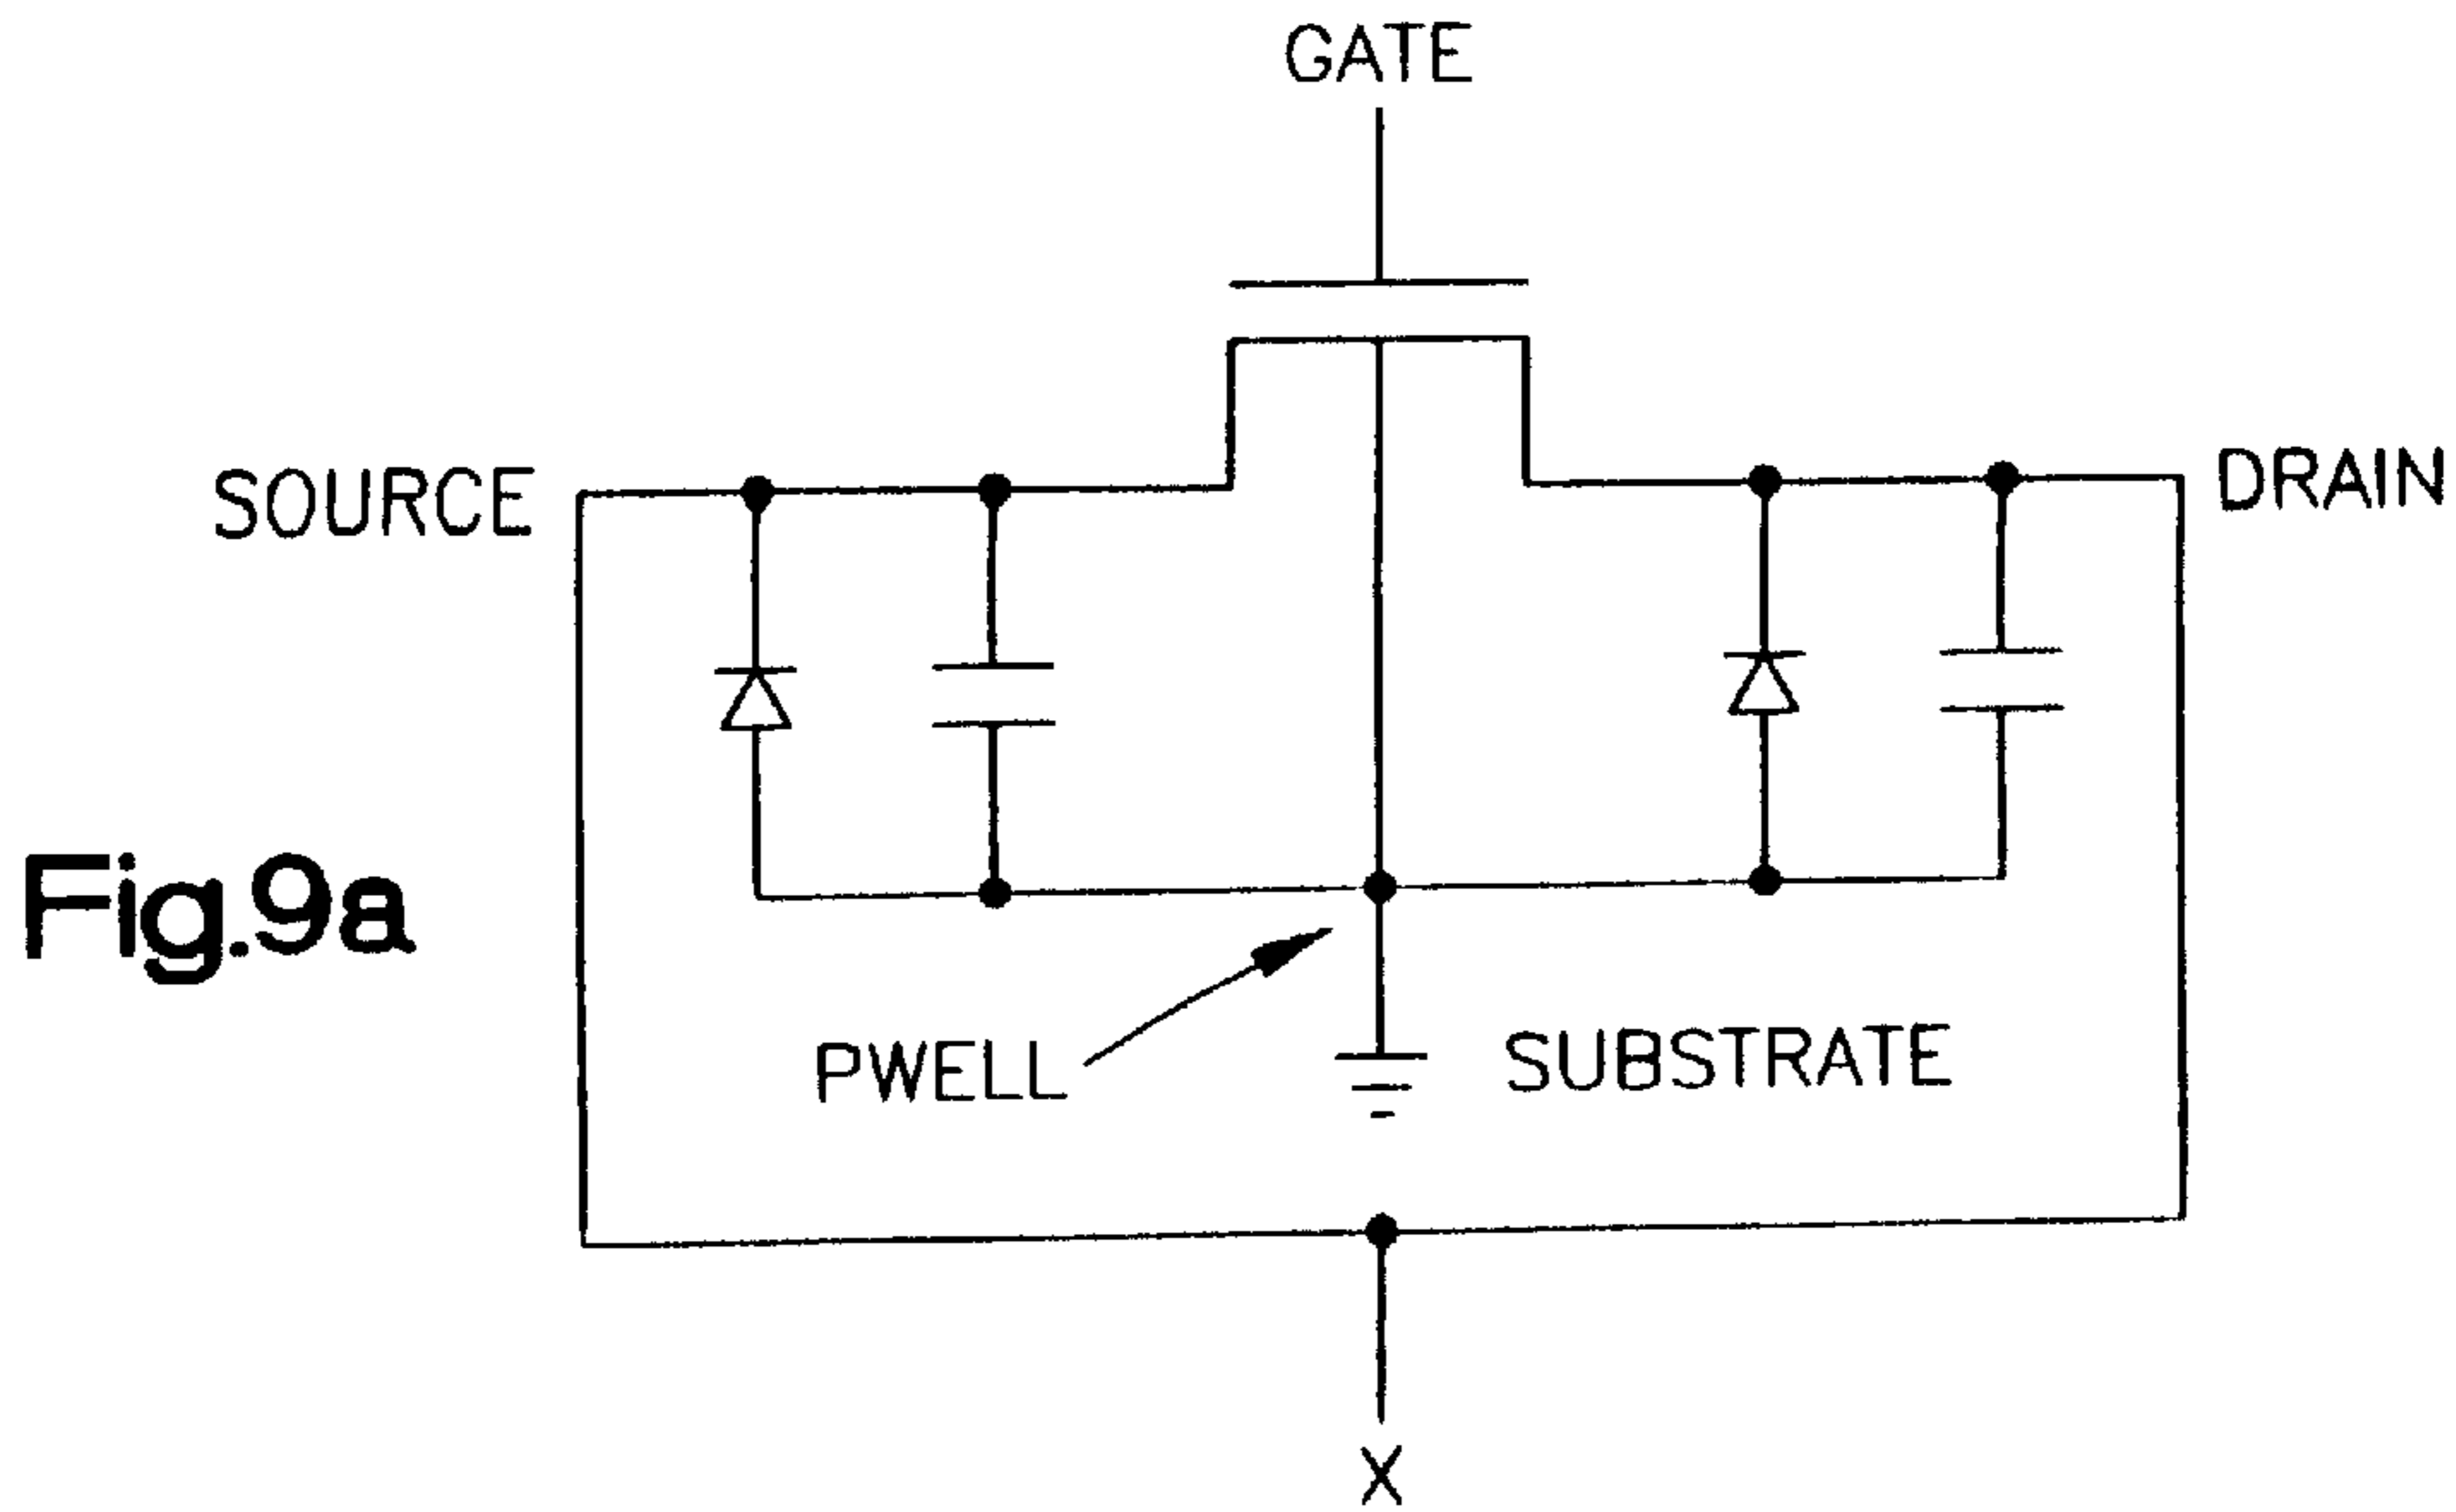 GATE
SOURCE
DRAIN
Fig.9a
PWELL
SUBSTRATE
X